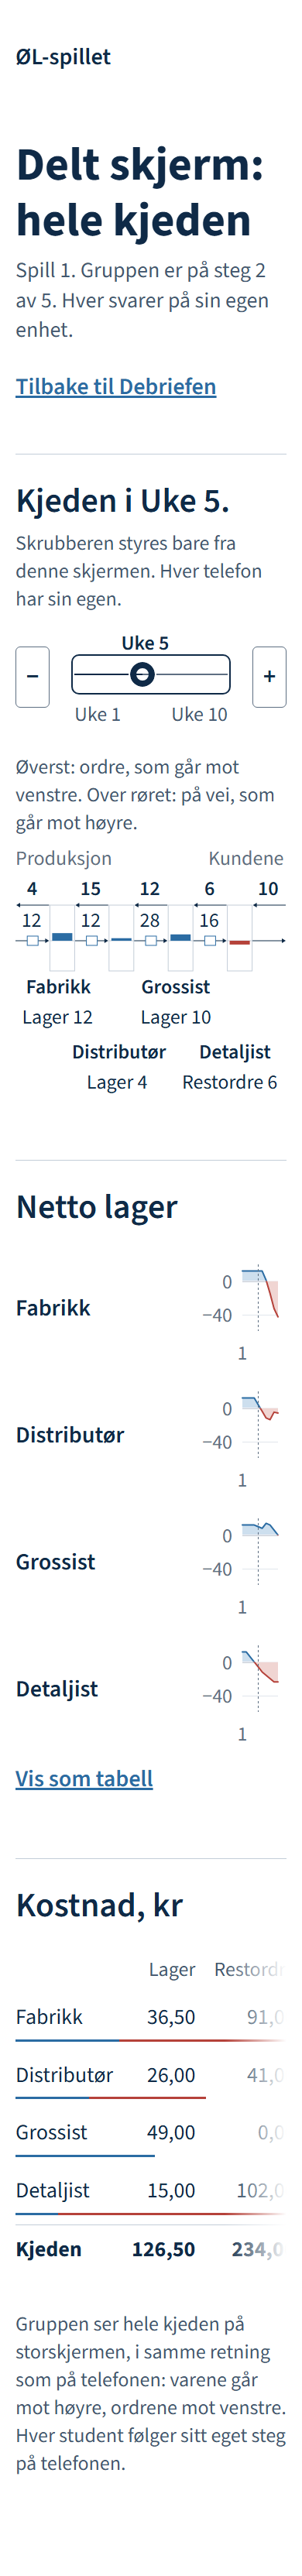 ØL-spillet
Delt skjerm:
hele kjeden
Spill 1. Gruppen er på steg 2
av 5. Hver svarer på sin egen
enhet.
Tilbake til Debriefen
Kjeden i Uke 5.
Skrubberen styres bare fra
denne skjermen. Hver telefon
har sin egen.
Uke 5
− +
Uke 1 Uke 10
Øverst: ordre, som går mot
venstre. Over røret: på vei, som
går mot høyre.
Produksjon Kundene
4 15 12 6 10
12 12 28 16
Fabrikk Grossist
Lager 12 Lager 10
Distributør Detaljist
Lager 4 Restordre 6
Netto lager
0
Fabrikk
−40
1
0
Distributør
−40
1
0
Grossist
−40
1
0
Detaljist
−40
1
Vis som tabell
Kostnad, kr
Lager Restord
Fabrikk 36,50 91,0
Distributør 26,00 41,0
Grossist 49,00 0,0
Detaljist 15,00 102,0
Kjeden 126,50 234,0
Gruppen ser hele kjeden på
storskjermen, i samme retning
som på telefonen: varene går
mot høyre, ordrene mot venstre.
Hver student følger sitt eget steg
på telefonen.